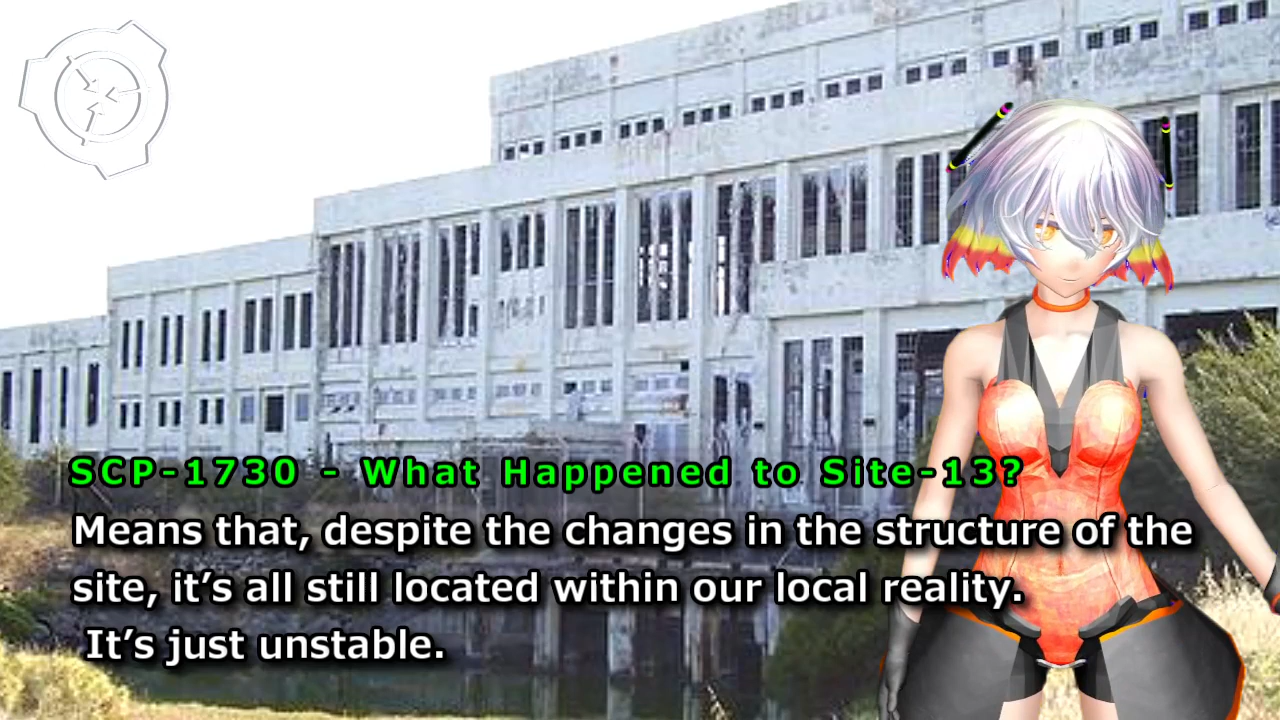 SCP-1730 - What Happened to Site-13?
Means that, despite the changes in the structure of the
site, it’s all still located within our local reality.
It’s just unstable.